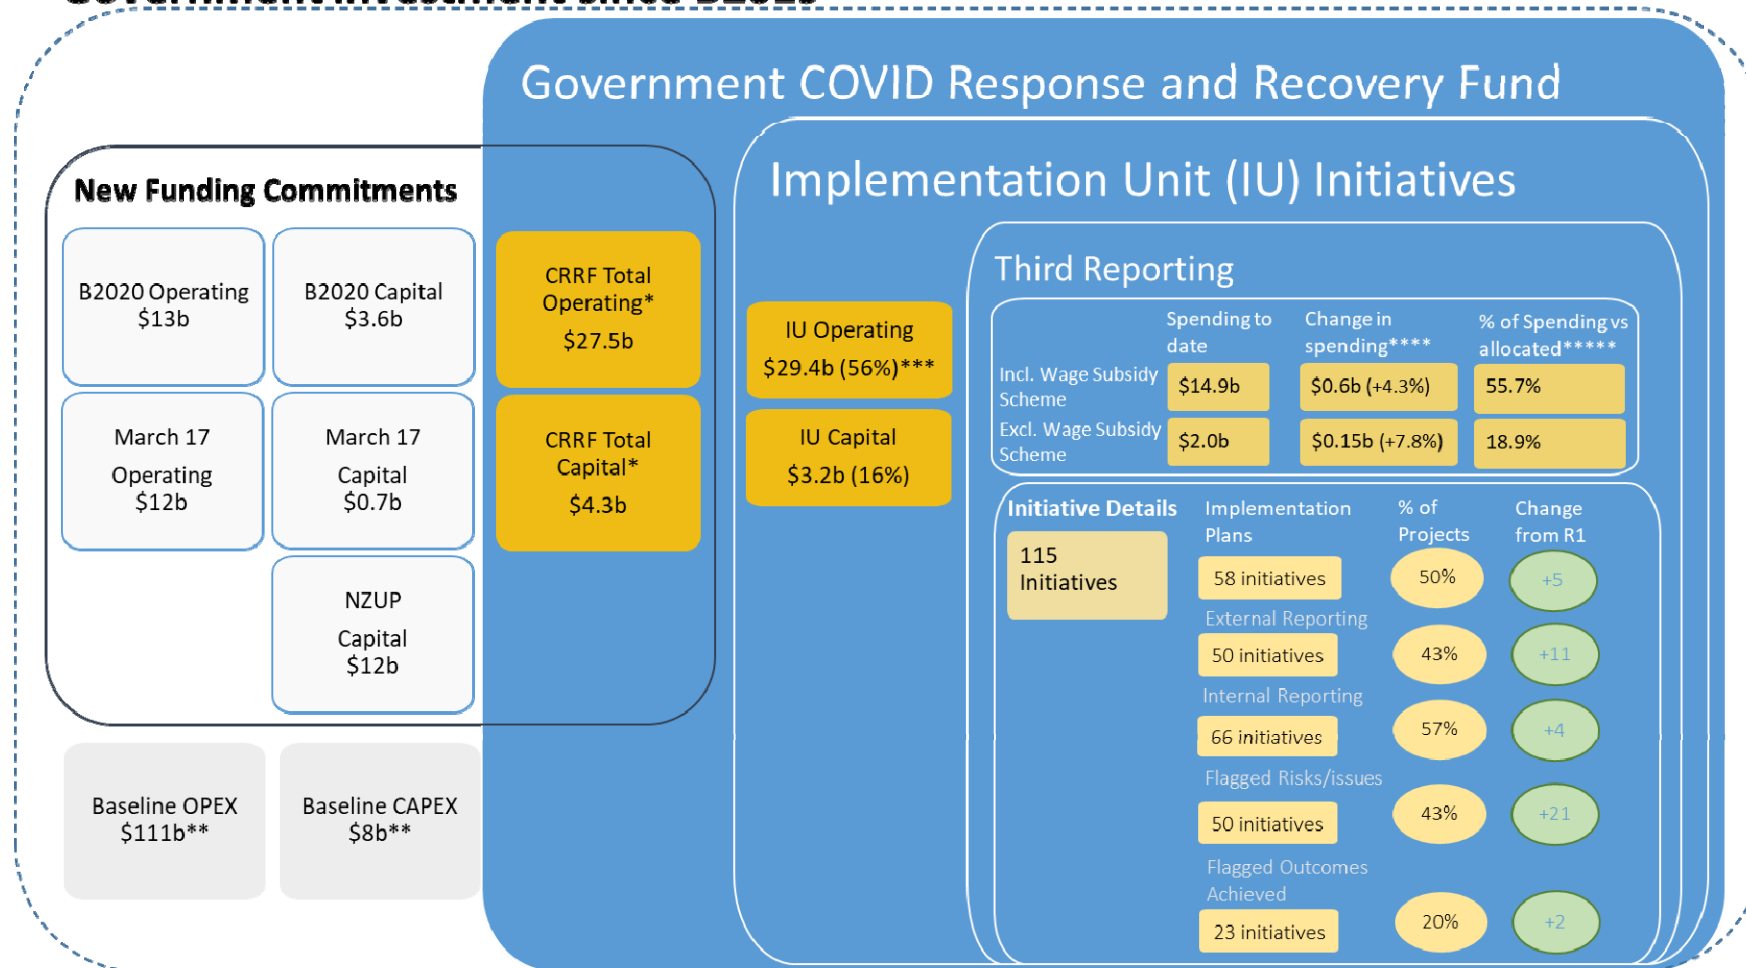 Government COVID Response and Recovery Fund
Implementation Unit (IU) Initiatives
New Funding Commitments
B2020 Operating
$13b
B2020 Capital
$3.6b
CRRF Total
Operating*
$27.5b
March 17
Operating
$12b
March 17
Capital
$0.7b
CRRF Total
Capital*
$4.3b
NZUP
Capital
$12b
Baseline OPEX
$111b**
Baseline CAPEX
$8b**
IU Operating
$29.4b (56%)***
IU Capital
$3.2b (16%)
Third Reporting
Spending to
date
Change in
spending****
% of Spending vs
allocated*****
Incl. Wage Subsidy
Scheme
$14.9b
$0.6b (+4.3%)
55.7%
Excl. Wage Subsidy
Scheme
$2.0b
$0.15b (+7.8%)
18.9%
Initiative Details
115
Initiatives
Implementation
Plans
% of
Projects
Change
from R1
58 initiatives
50%
+5
External Reporting
50 initiatives
43%
+11
Internal Reporting
66 initiatives
57%
+4
Flagged Risks/issues
50 initiatives
43%
+21
Flagged Outcomes
Achieved
23 initiatives
20%
+2